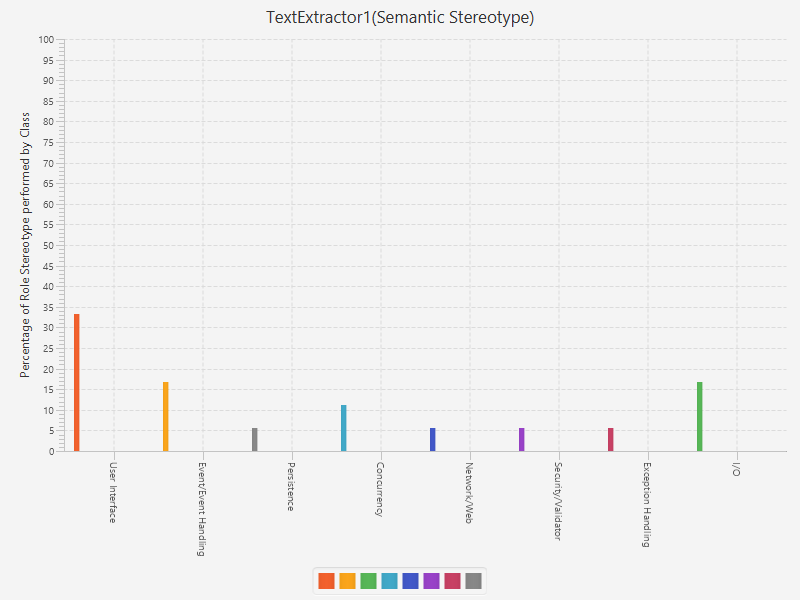 TextExtractor1(Semantic Stereotype)
Percentage of Role Stereotype performed by Class
100
95
90
85
80
75
70
65
60
55
50
45
40
35
30
25
20
15
10
5
0
User Interface
Event/Event Handling
Persistence
Concurrency
Network/Web
Security/Validator
Exception Handling
I/O